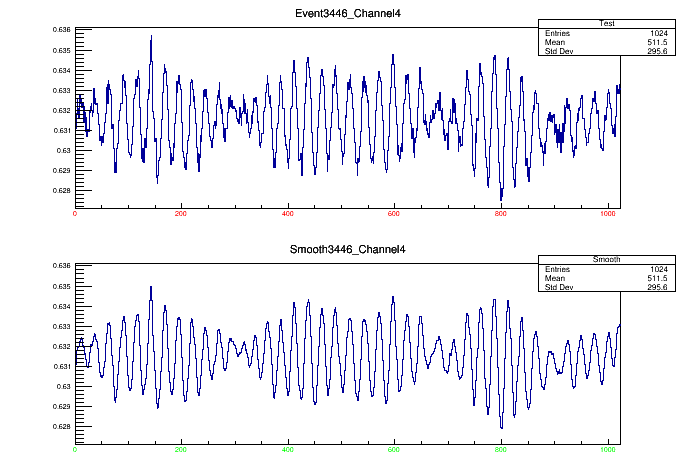 Event3446_Channel4
Test
Entries 1024
Mean 511.5
Std Dev 295.6
0.636
0.635
0.634
0.633
0.632
0.631
0.63
0.629
0.628
0 200 400 600 800 1000
Smooth3446_Channel4
Smooth
Entries 1024
Mean 511.5
Std Dev 295.6
0.636
0.635
0.634
0.633
0.632
0.631
0.63
0.629
0.628
0 200 400 600 800 1000